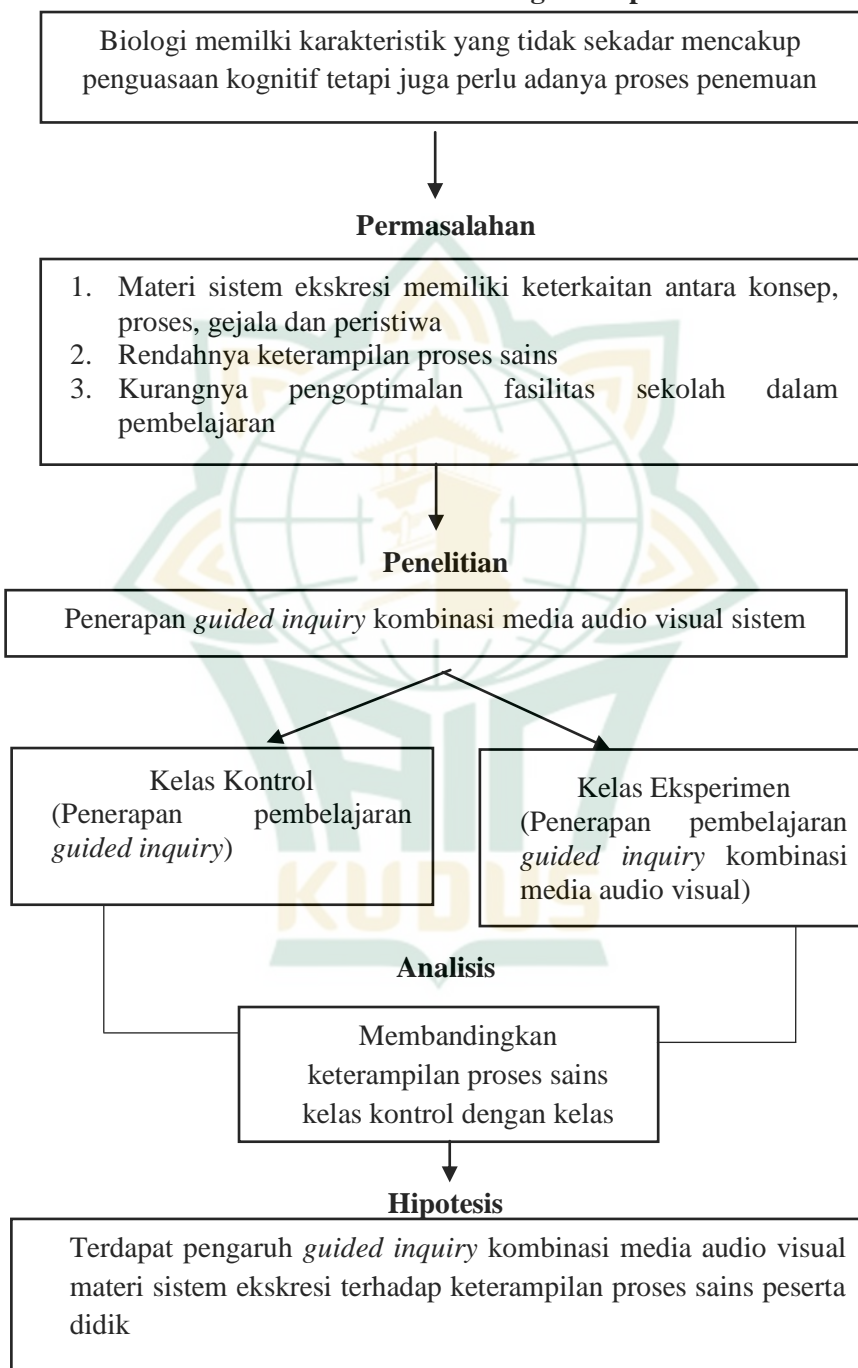 Biologi memilki karakteristik yang tidak sekadar mencakup
penguasaan kognitif tetapi juga perlu adanya proses penemuan
Permasalahan
1. Materi sistem ekskresi memiliki keterkaitan antara konsep,
proses, gejala dan peristiwa
2. Rendahnya keterampilan proses sains
3. Kurangnya pengoptimalan fasilitas sekolah dalam
pembelajaran
Penelitian
Penerapan guided inquiry kombinasi media audio visual sistem
Kelas Kontrol
(Penerapan pembelajaran
guided inquiry)
Kelas Eksperimen
(Penerapan pembelajaran
guided inquiry kombinasi
media audio visual)
KUDUS
Analisis
Membandingkan
keterampilan proses sains
kelas kontrol dengan kelas
Hipotesis
Terdapat pengaruh guided inquiry kombinasi media audio visual
materi sistem ekskresi terhadap keterampilan proses sains peserta
didik